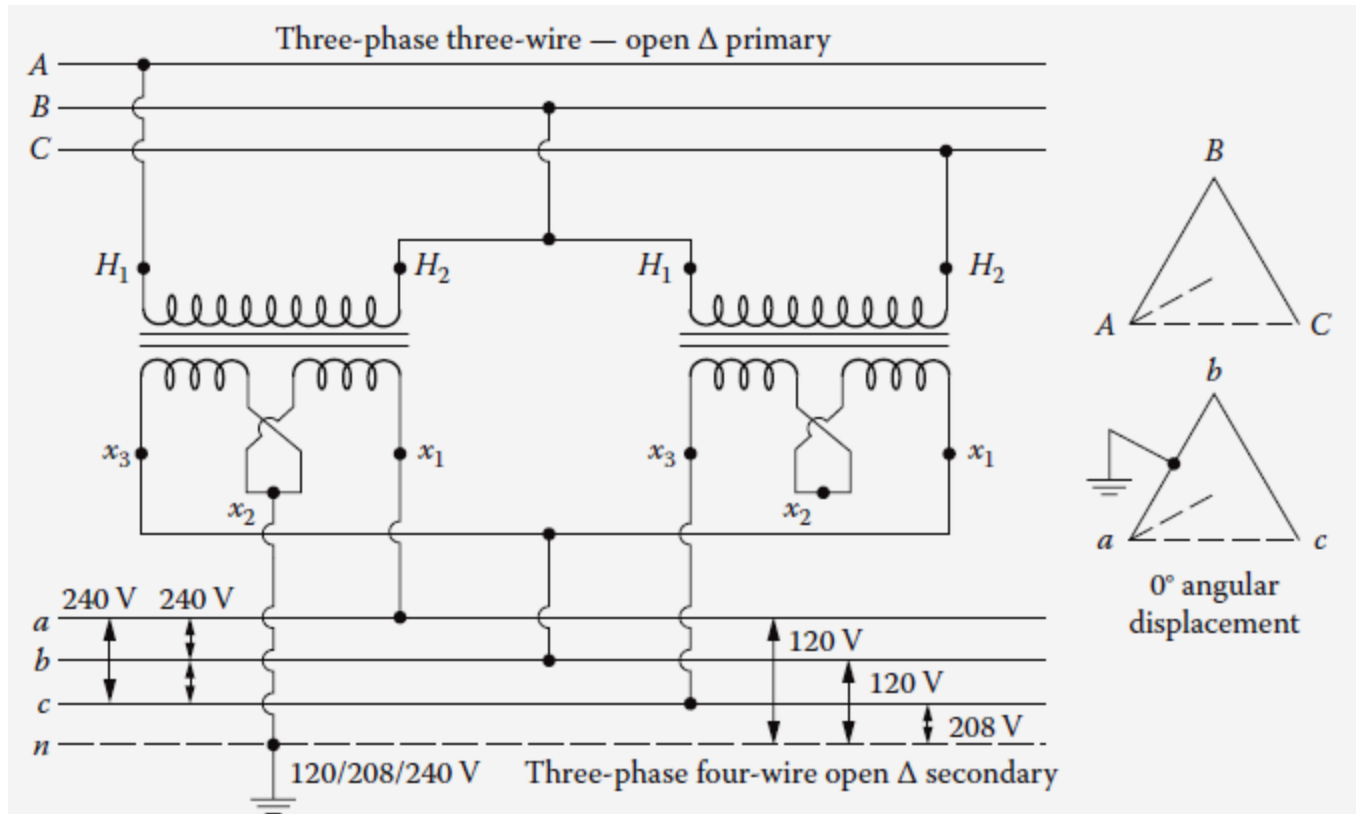 Three-phase three-wire — open Δ primary
A
B
C
H₁
H₂
H₁
H₂
x₃
x₁
x₂
x₃
x₁
x₂
240 V 240 V
a
b
c
n
120 V
120 V
208 V
120/208/240 V
Three-phase four-wire open Δ secondary
B
A
C
b
a
c
0° angular
displacement